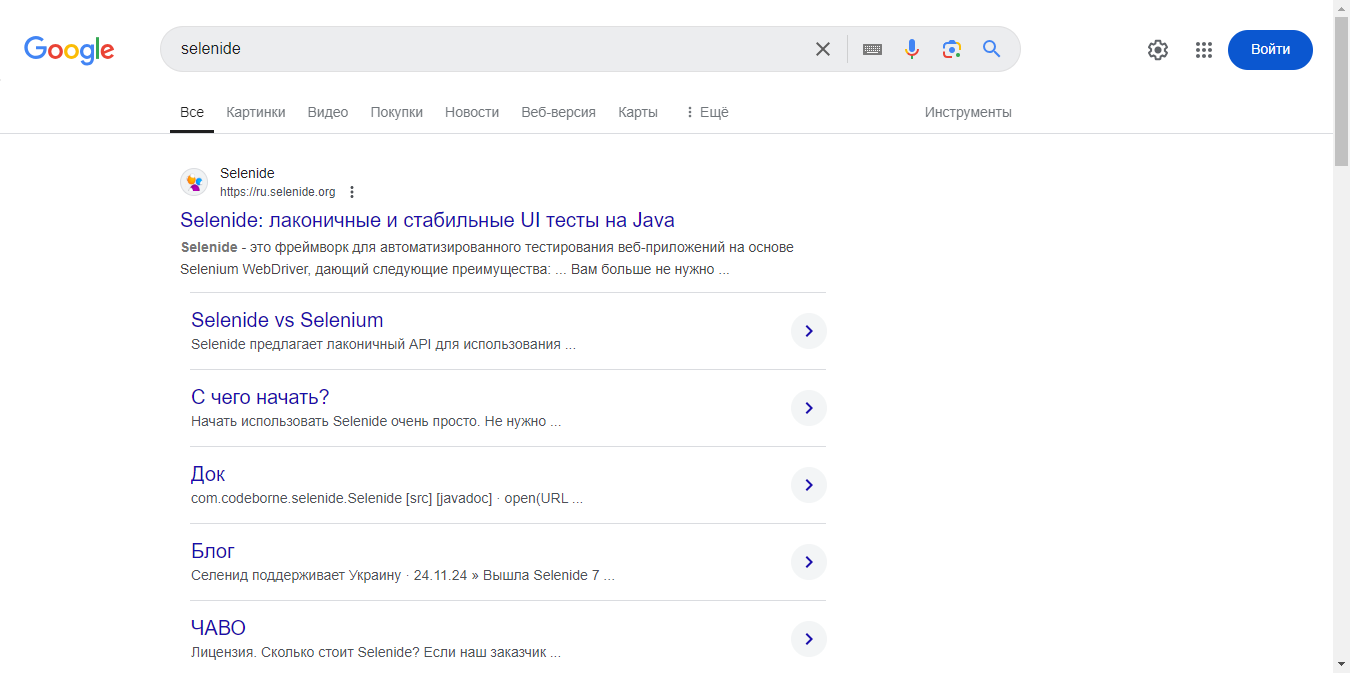 Google
selenide
Войти
Все Картинки Видео Покупки Новости Веб-версия Карты Ещё Инструменты
Selenide
https://ru.selenide.org
Selenide: лаконичные и стабильные UI тесты на Java
Selenide - это фреймворк для автоматизированного тестирования веб-приложений на основе
Selenium WebDriver, дающий следующие преимущества: ... Вам больше не нужно ...
Selenide vs Selenium
Selenide предлагает лаконичный API для использования ...
С чего начать?
Начать использовать Selenide очень просто. Не нужно ...
Док
com.codeborne.selenide.Selenide [src] [javadoc] · open(URL ...
Блог
Селенид поддерживает Украину · 24.11.24 » Вышла Selenide 7 ...
ЧАВО
Лицензия. Сколько стоит Selenide? Если наш заказчик ...